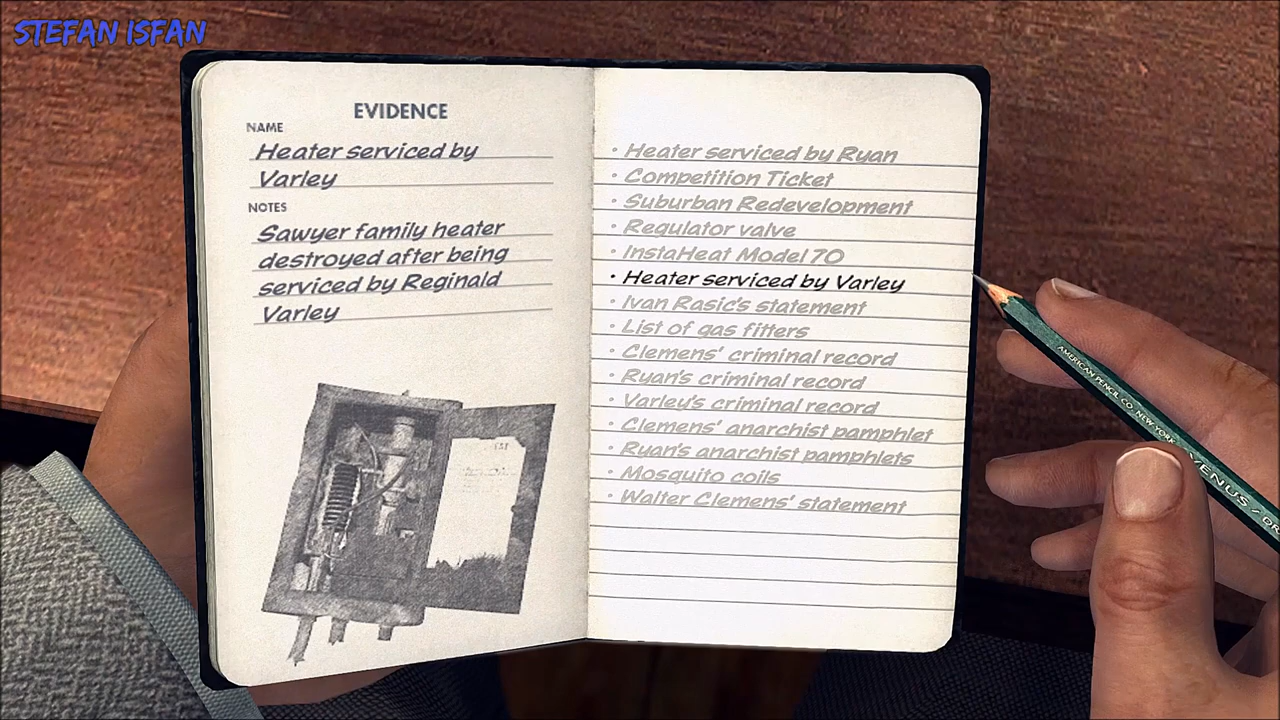 STEFAN ISFAN
EVIDENCE
NAME
Heater serviced by
Varley
NOTES
Sawyer family heater
destroyed after being
serviced by Reginald
Varley
• Heater serviced by Ryan
• Competition Ticket
• Suburban Redevelopment
• Regulator valve
• InstaHeat Model 70
• Heater serviced by Varley
• Ivan Rasic's statement
• List of gas fitters
• Clemens' criminal record
• Ryan's criminal record
• Varley's criminal record
• Clemens' anarchist pamphlet
• Ryan's anarchist pamphlets
• Mosquito coils
• Walter Clemens' statement
AMERICAN PENCIL CO. NEW YORK
VENUS